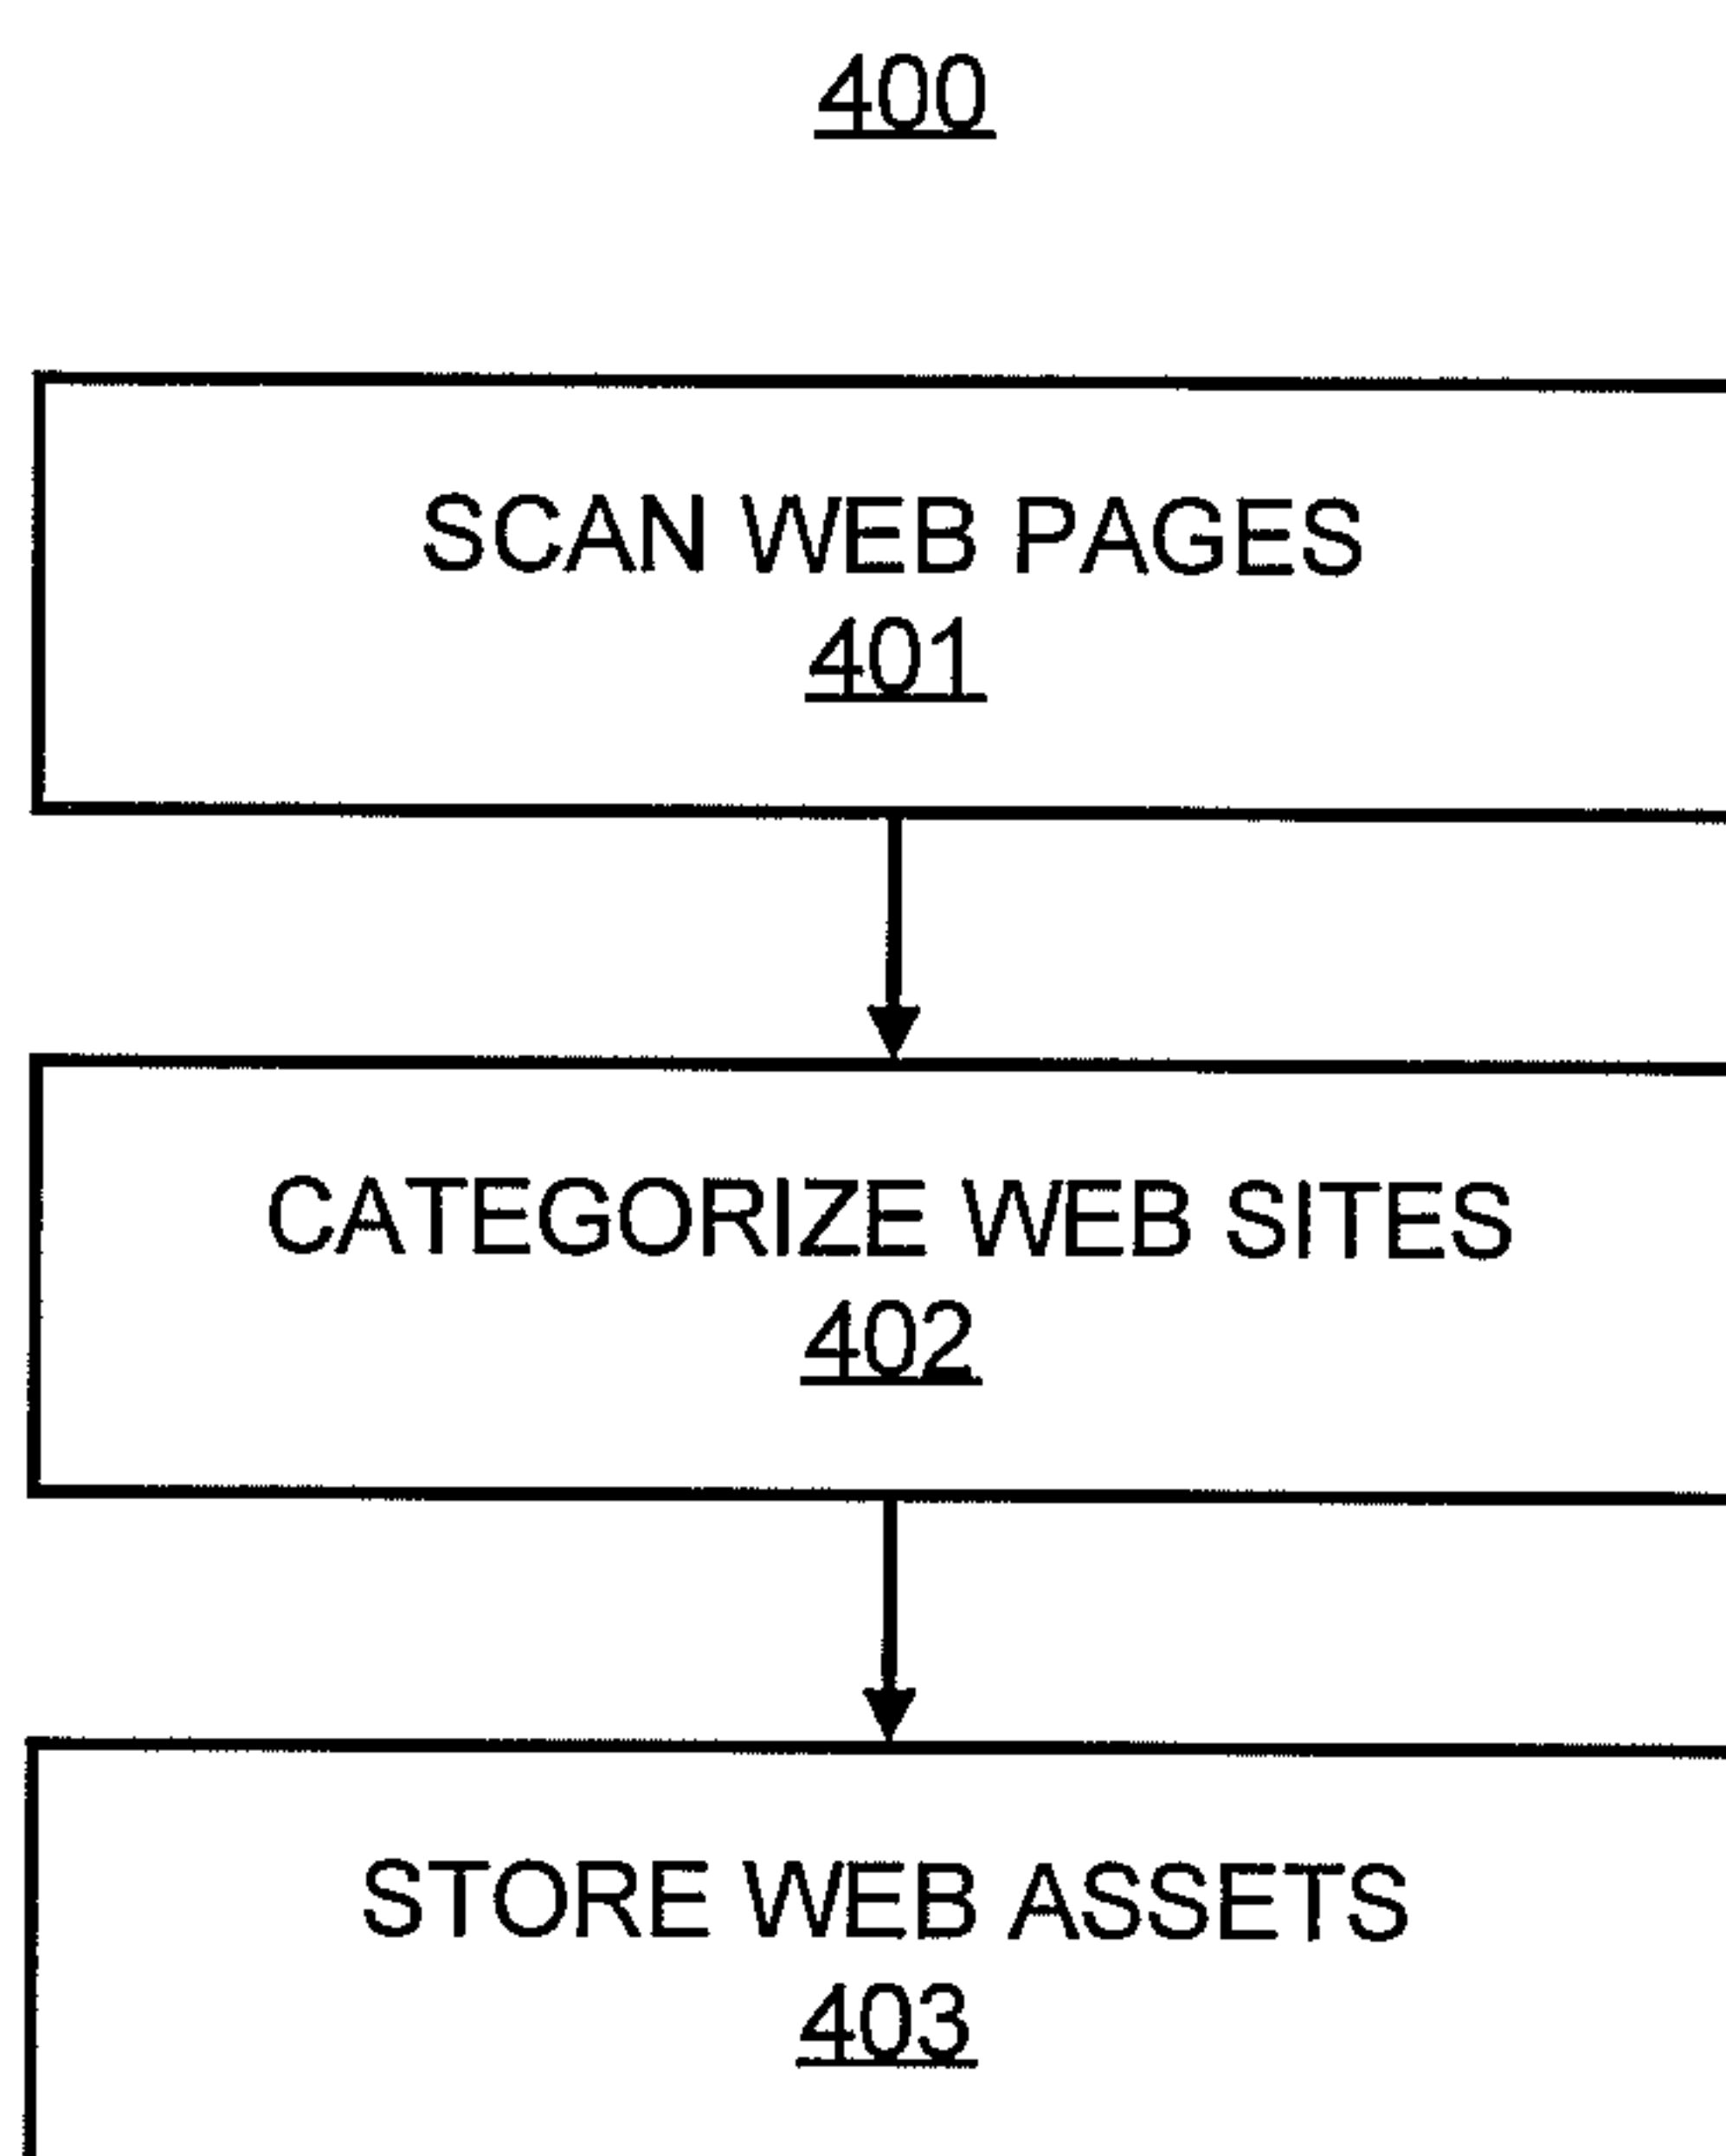 400
SCAN WEB PAGES
401
CATEGORIZE WEB SITES
402
STORE WEB ASSETS
403